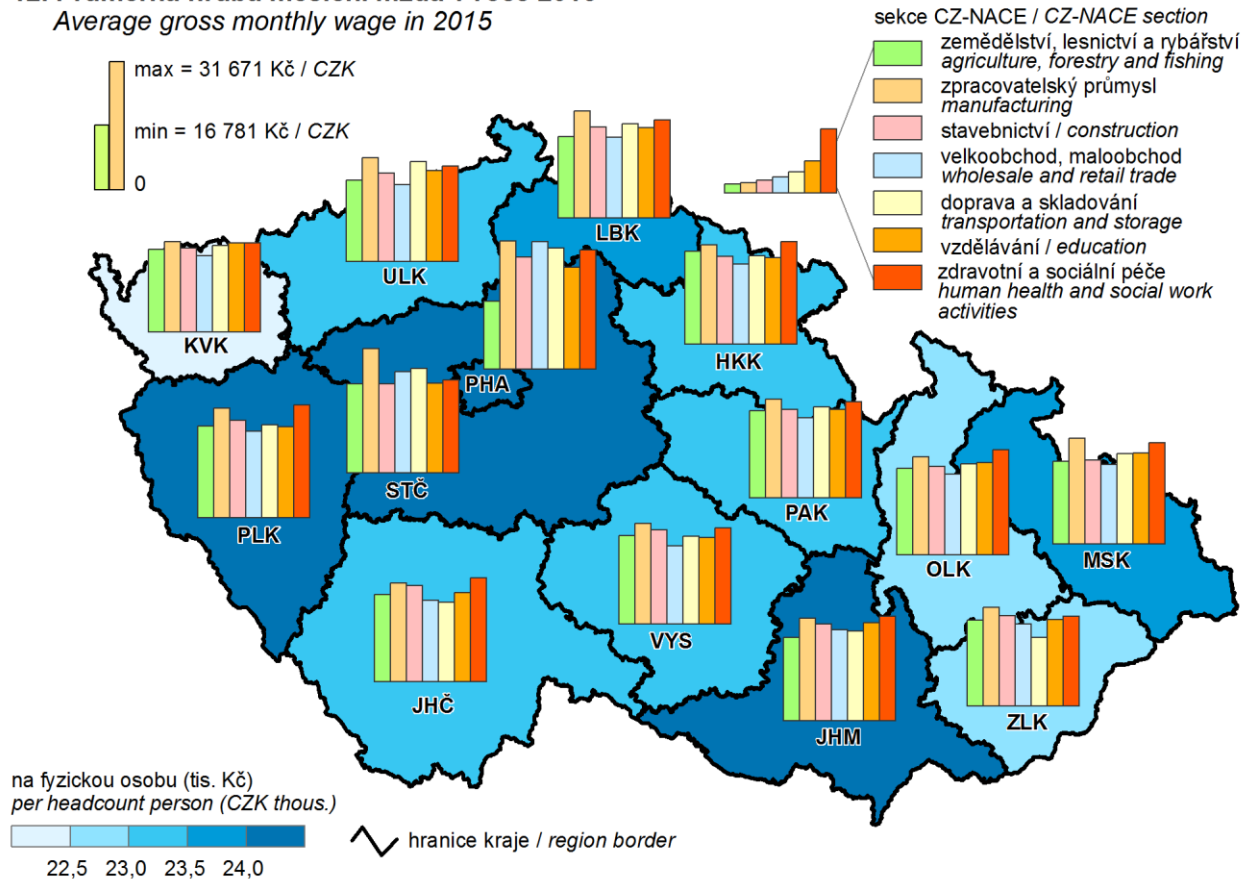 Average gross monthly wage in 2015
max = 31 671 Kč / CZK
min = 16 781 Kč / CZK
0
sekce CZ-NACE / CZ-NACE section
zemědělství, lesnictví a rybářství
agriculture, forestry and fishing
zpracovatelský průmysl
manufacturing
stavebnictví / construction
velkoobchod, maloobchod
wholesale and retail trade
doprava a skladování
transportation and storage
vzdělávání / education
zdravotní a sociální péče
human health and social work
activities
LBK
ULK
KVK
HKK
PHA
STČ
PLK
PAK
OLK
MSK
VYS
JHČ
JHM
ZLK
na fyzickou osobu (tis. Kč)
per headcount person (CZK thous.)
22,5 23,0 23,5 24,0
hranice kraje / region border